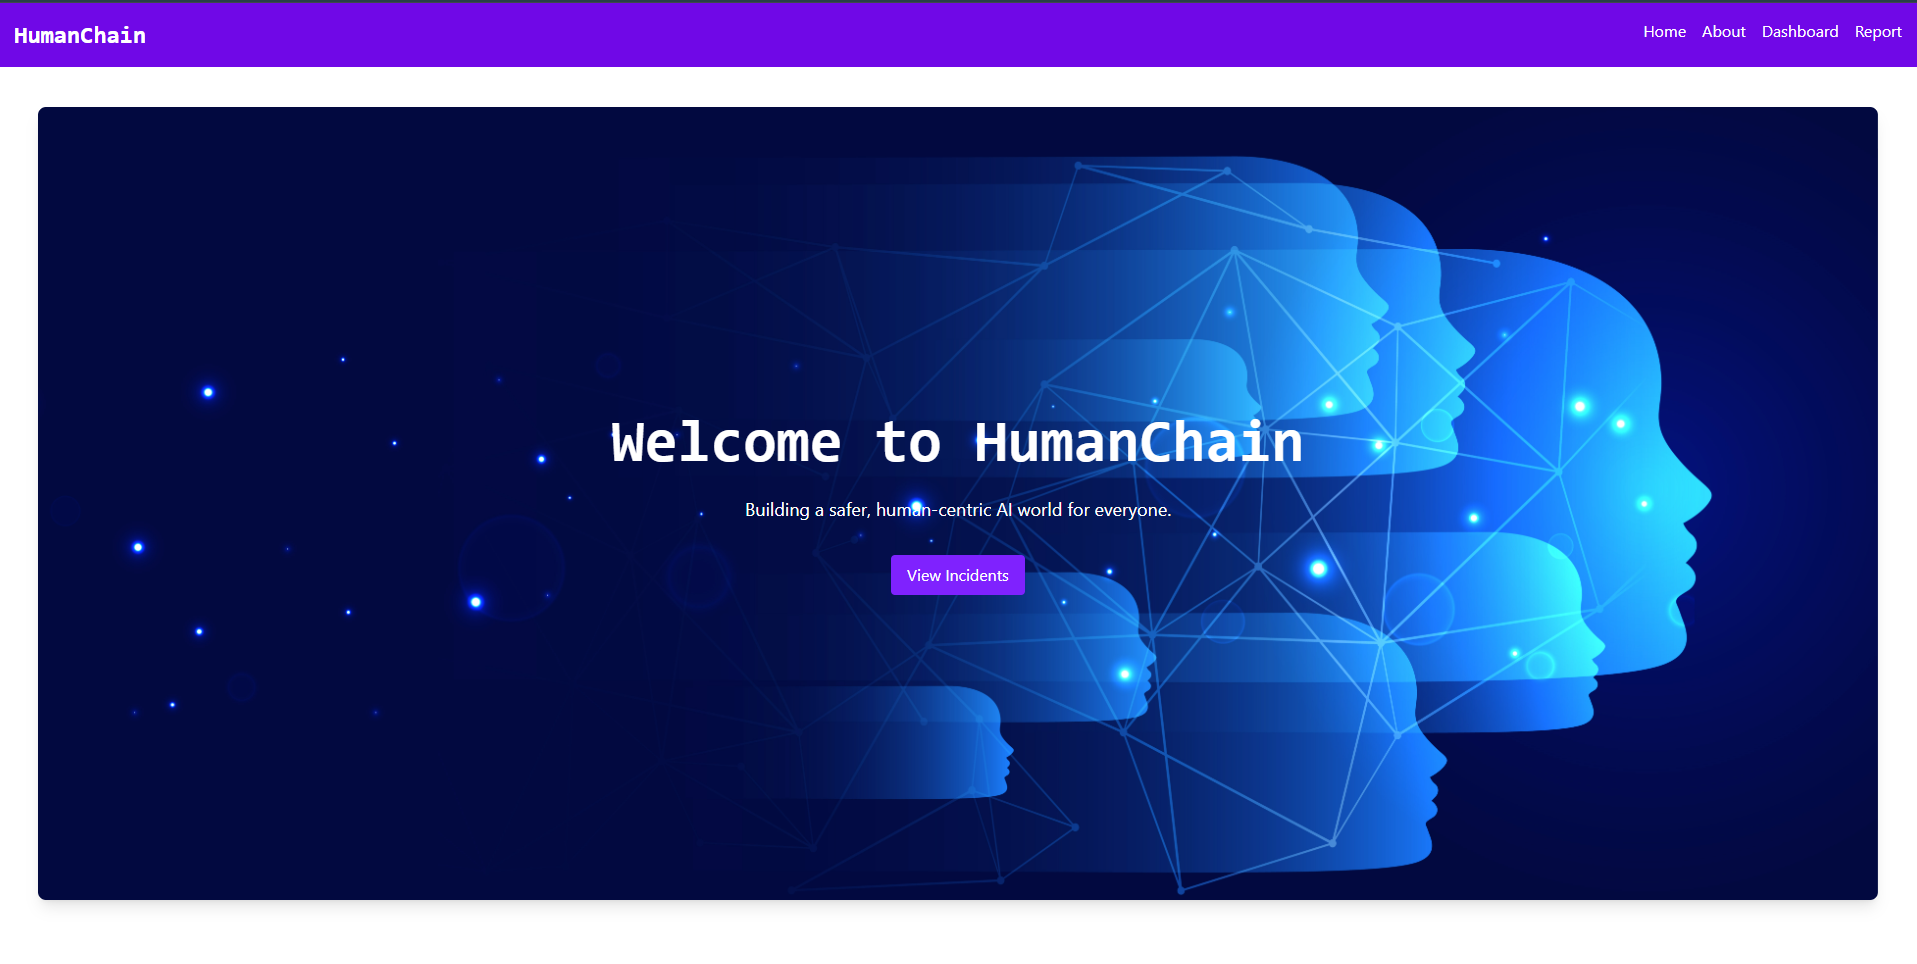 HumanChain
Home About Dashboard Report
Welcome to HumanChain
Building a safer, human-centric AI world for everyone.
View Incidents